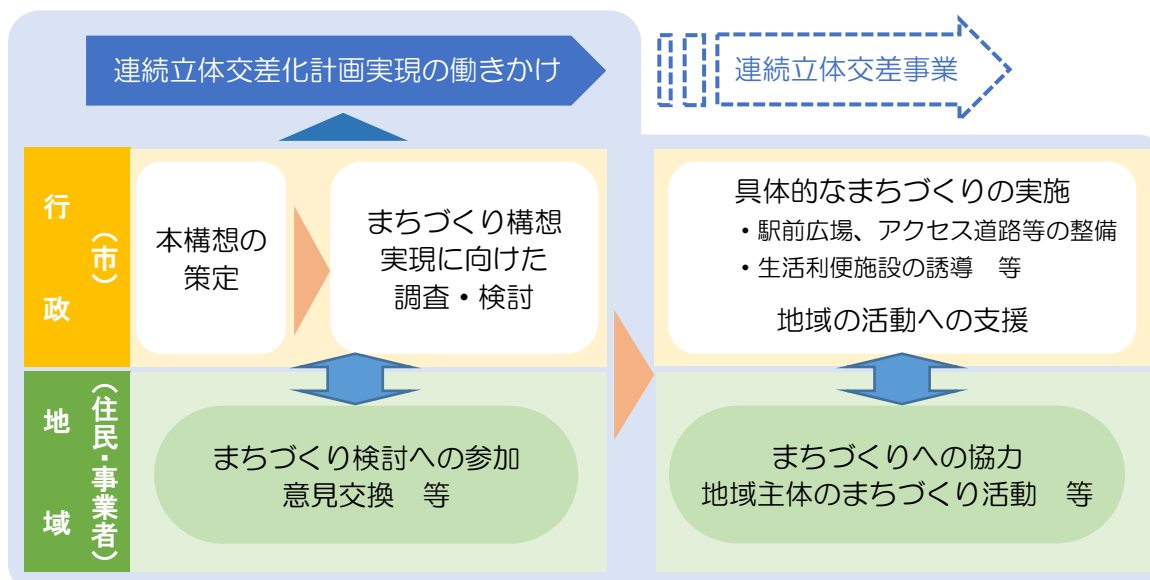 連続立体交差化計画実現の働きかけ
連続立体交差事業
行政
（市）
本構想の
策定
まちづくり構想
実現に向けた
調査・検討
具体的なまちづくりの実施
・駅前広場、アクセス道路等の整備
・生活利便施設の誘導　等
地域の活動への支援
地域
（住民・事業者）
まちづくり検討への参加
意見交換　等
まちづくりへの協力
地域主体のまちづくり活動　等